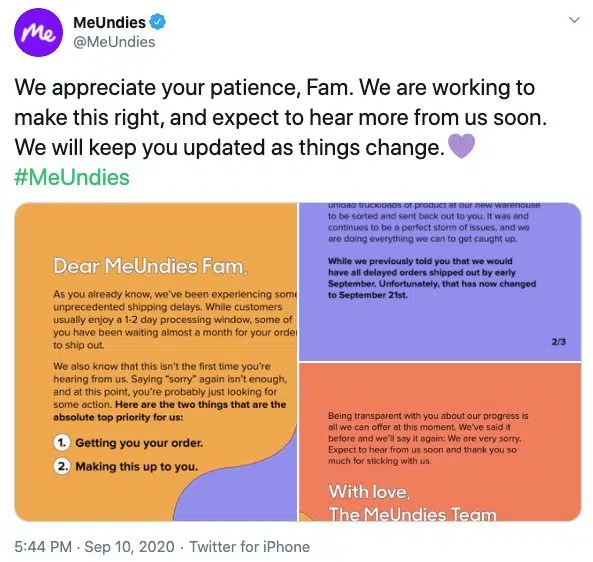 Me
MeUndies
@MeUndies
We appreciate your patience, Fam. We are working to
make this right, and expect to hear more from us soon.
We will keep you updated as things change.💜
#MeUndies
Dear MeUndies Fam,
As you already know, we've been experiencing some
unprecedented shipping delays. While customers
usually enjoy a 1-2 day processing window, some of
you have been waiting almost a month for your orde
to ship out.
We also know that this isn't the first time you're
hearing from us. Saying "sorry" again isn't enough,
and at this point, you're probably just looking for
some action. Here are the two things that are the
absolute top priority for us:
1. Getting you your order.
2. Making this up to you.
unload truckloads of product at our new warehouse
to be sorted and sent back out to you. It was and
continues to be a perfect storm of issues, and we
are doing everything we can to get caught up.
While we previously told you that we would
have all delayed orders shipped out by early
September. Unfortunately, that has now changed
to September 21st.
2/3
Being transparent with you about our progress is
all we can offer at this moment. We've said it
before and we'll say it again: We are very sorry.
Expect to hear from us soon and thank you so
much for sticking with us.
With love,
The MeUndies Team
5:44 PM · Sep 10, 2020 · Twitter for iPhone